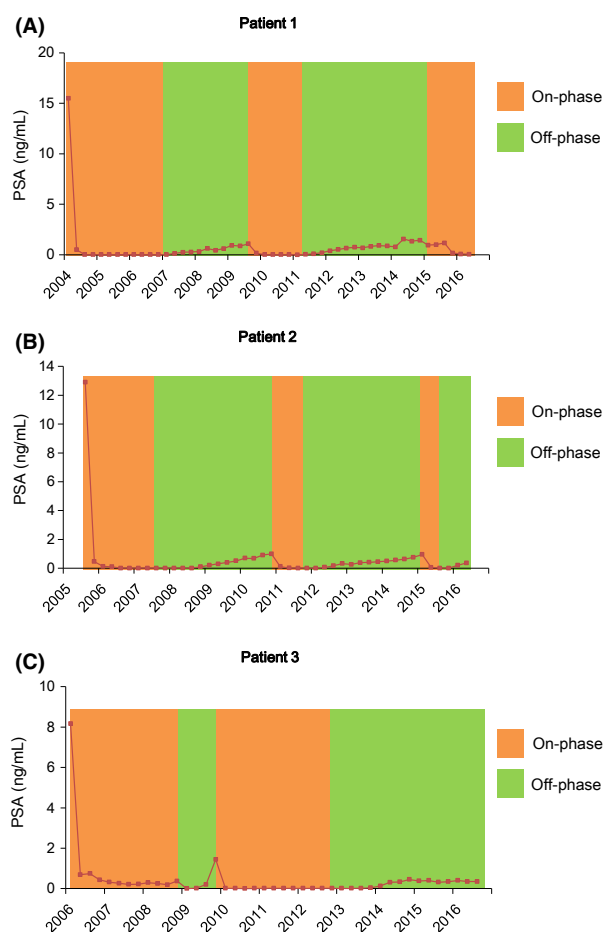 (A)
Patient 1
PSA (ng/mL)
20
15
10
5
0
2004 2005 2006 2007 2008 2009 2010 2011 2012 2013 2014 2015 2016
On-phase
Off-phase
(B)
Patient 2
PSA (ng/mL)
14
12
10
8
6
4
2
0
2005 2006 2007 2008 2009 2010 2011 2012 2013 2014 2015 2016
On-phase
Off-phase
(C)
Patient 3
PSA (ng/mL)
10
8
6
4
2
0
2006 2007 2008 2009 2010 2011 2012 2013 2014 2015 2016
On-phase
Off-phase